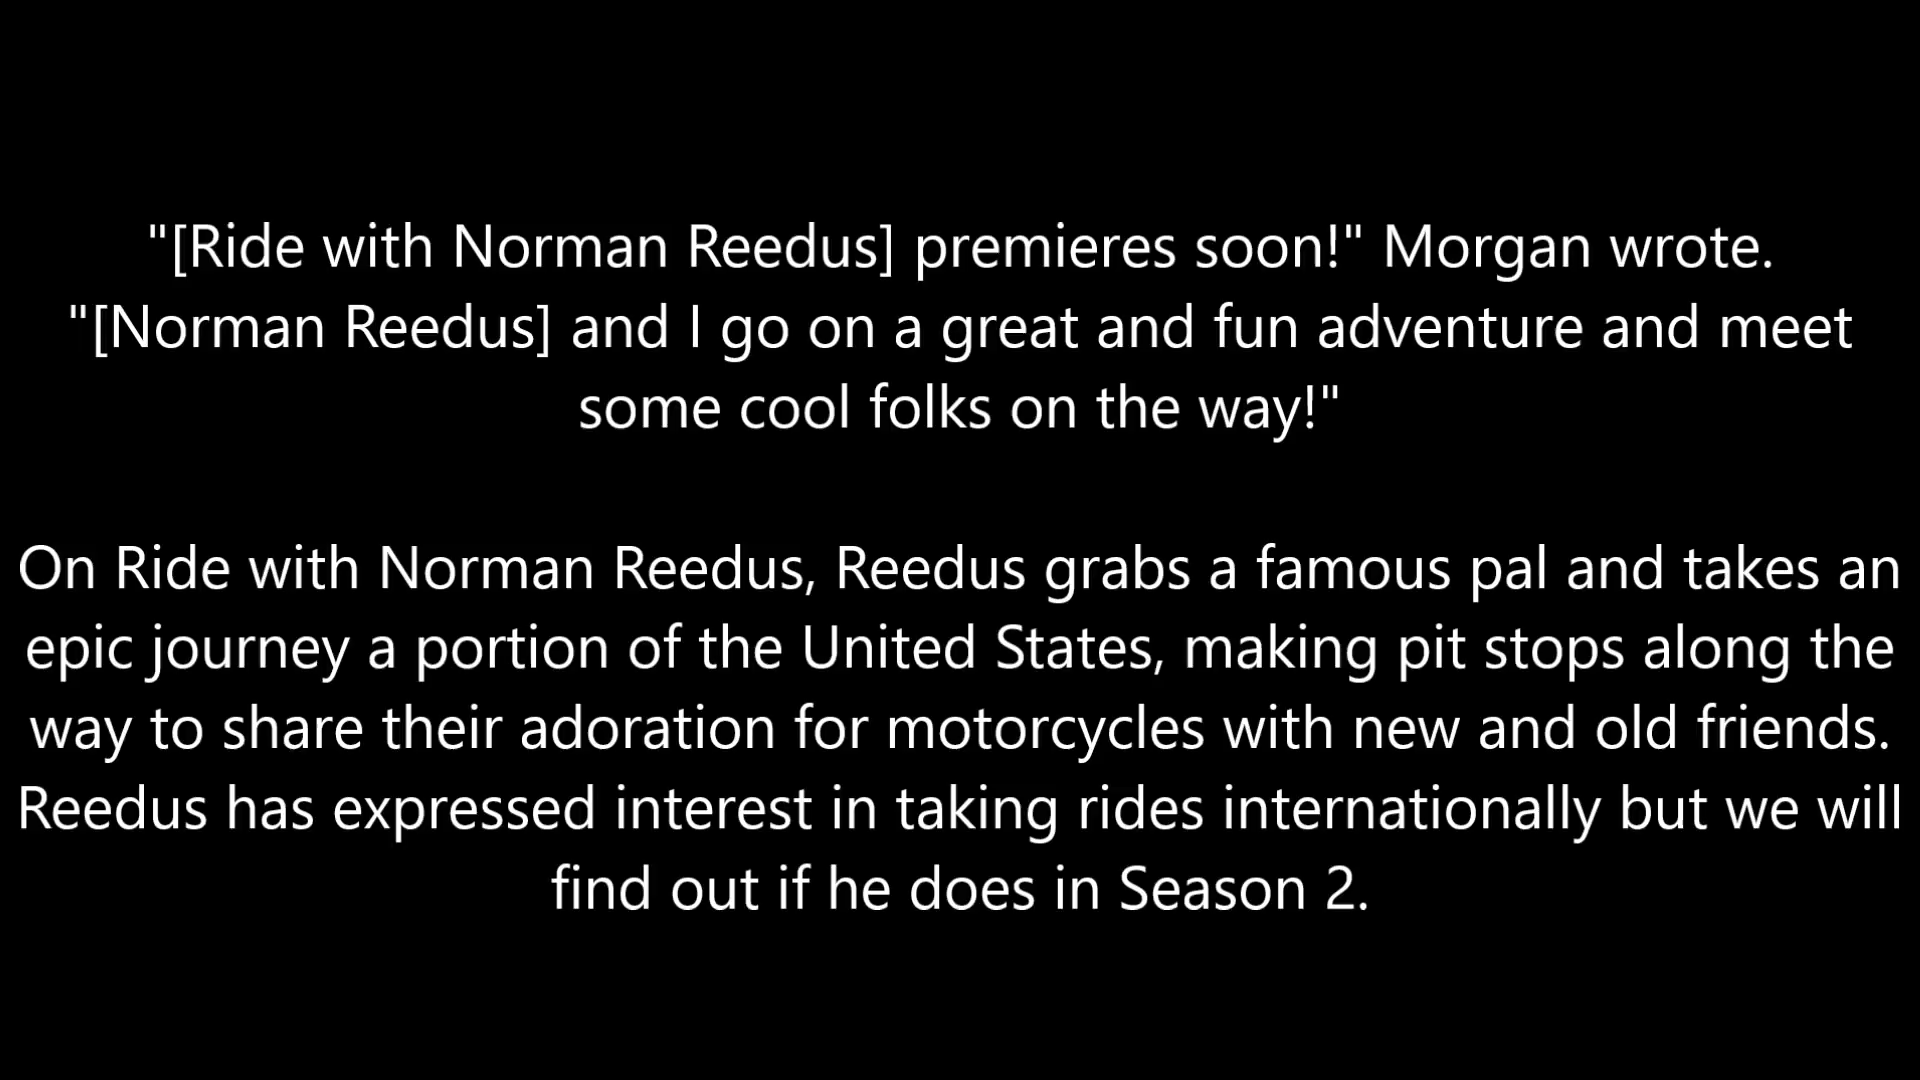 "[Ride with Norman Reedus] premieres soon!" Morgan wrote.
"[Norman Reedus] and I go on a great and fun adventure and meet
some cool folks on the way!"
On Ride with Norman Reedus, Reedus grabs a famous pal and takes an
epic journey a portion of the United States, making pit stops along the
way to share their adoration for motorcycles with new and old friends.
Reedus has expressed interest in taking rides internationally but we will
find out if he does in Season 2.